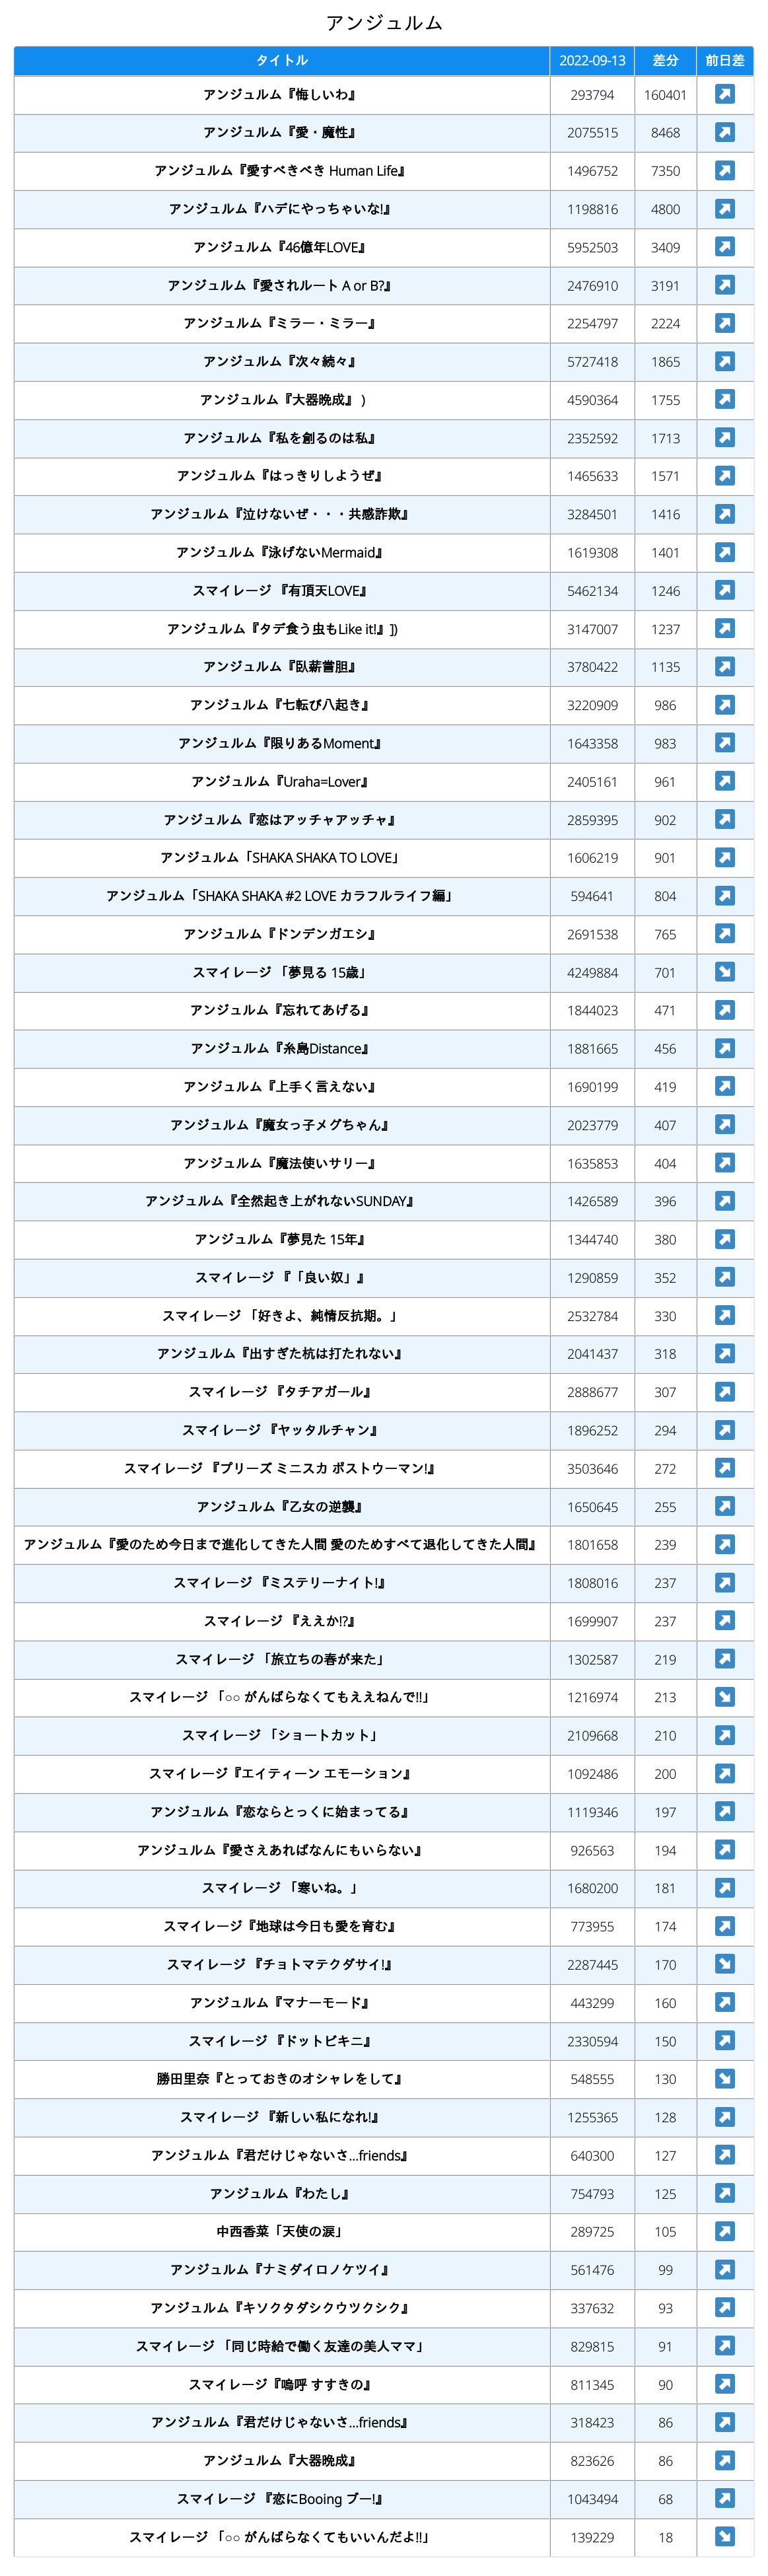 アンジュルム
タイトル 2022-09-13 差分 前日差
アンジュルム『悔しいわ』 293794 160401 ↗
アンジュルム『愛・魔性』 2075515 8468 ↗
アンジュルム『愛すべきべき Human Life』 1496752 7350 ↗
アンジュルム『ハデにやっちゃいな!』 1198816 4800 ↗
アンジュルム『46億年LOVE』 5952503 3409 ↗
アンジュルム『愛されルート A or B?』 2476910 3191 ↗
アンジュルム『ミラー・ミラー』 2254797 2224 ↗
アンジュルム『次々続々』 5727418 1865 ↗
アンジュルム『大器晩成』 ) 4590364 1755 ↗
アンジュルム『私を創るのは私』 2352592 1713 ↗
アンジュルム『はっきりしようぜ』 1465633 1571 ↗
アンジュルム『泣けないぜ・・・共感詐欺』 3284501 1416 ↗
アンジュルム『泳げないMermaid』 1619308 1401 ↗
スマイレージ 『有頂天LOVE』 5462134 1246 ↗
アンジュルム『タデ食う虫もLike it!』]) 3147007 1237 ↗
アンジュルム『臥薪嘗胆』 3780422 1135 ↗
アンジュルム『七転び八起き』 3220909 986 ↗
アンジュルム『限りあるMoment』 1643358 983 ↗
アンジュルム『Uraha=Lover』 2405161 961 ↗
アンジュルム『恋はアッチャアッチャ』 2859395 902 ↗
アンジュルム「SHAKA SHAKA TO LOVE」 1606219 901 ↗
アンジュルム「SHAKA SHAKA #2 LOVE カラフルライフ編」 594641 804 ↗
アンジュルム『ドンデンガエシ』 2691538 765 ↗
スマイレージ 「夢見る 15歳」 4249884 701 ↘
アンジュルム『忘れてあげる』 1844023 471 ↗
アンジュルム『糸島Distance』 1881665 456 ↗
アンジュルム『上手く言えない』 1690199 419 ↗
アンジュルム『魔女っ子メグちゃん』 2023779 407 ↗
アンジュルム『魔法使いサリー』 1635853 404 ↗
アンジュルム『全然起き上がれないSUNDAY』 1426589 396 ↗
アンジュルム『夢見た 15年』 1344740 380 ↗
スマイレージ 『「良い奴」』 1290859 352 ↗
スマイレージ 「好きよ、純情反抗期。」 2532784 330 ↗
アンジュルム『出すぎた杭は打たれない』 2041437 318 ↗
スマイレージ 『タチアガール』 2888677 307 ↗
スマイレージ 『ヤッタルチャン』 1896252 294 ↗
スマイレージ 『プリーズ ミニスカ ポストウーマン!』 3503646 272 ↗
アンジュルム『乙女の逆襲』 1650645 255 ↗
アンジュルム『愛のため今日まで進化してきた人間 愛のためすべて退化してきた人間』 1801658 239 ↗
スマイレージ 『ミステリーナイト!』 1808016 237 ↗
スマイレージ 『ええか!?』 1699907 237 ↗
スマイレージ 「旅立ちの春が来た」 1302587 219 ↗
スマイレージ 「○○ がんばらなくてもええねんで!!」 1216974 213 ↘
スマイレージ 「ショートカット」 2109668 210 ↗
スマイレージ『エイティーン エモーション』 1092486 200 ↗
アンジュルム『恋ならとっくに始まってる』 1119346 197 ↗
アンジュルム『愛さえあればなんにもいらない』 926563 194 ↗
スマイレージ 「寒いね。」 1680200 181 ↗
スマイレージ『地球は今日も愛を育む』 773955 174 ↗
スマイレージ 『チョトマテクダサイ!』 2287445 170 ↘
アンジュルム『マナーモード』 443299 160 ↗
スマイレージ 『ドットビキニ』 2330594 150 ↗
勝田里奈『とっておきのオシャレをして』 548555 130 ↘
スマイレージ 『新しい私になれ!』 1255365 128 ↗
アンジュルム『君だけじゃないさ...friends』 640300 127 ↗
アンジュルム『わたし』 754793 125 ↗
中西香菜「天使の涙」 289725 105 ↗
アンジュルム『ナミダイロノケツイ』 561476 99 ↗
アンジュルム『キソクタダシクウツクシク』 337632 93 ↗
スマイレージ 「同じ時給で働く友達の美人ママ」 829815 91 ↗
スマイレージ『嗚呼 すすきの』 811345 90 ↗
アンジュルム『君だけじゃないさ...friends』 318423 86 ↗
アンジュルム『大器晩成』 823626 86 ↗
スマイレージ 『恋にBooing ブー!』 1043494 68 ↗
スマイレージ 「○○ がんばらなくてもいいんだよ!!」 139229 18 ↘